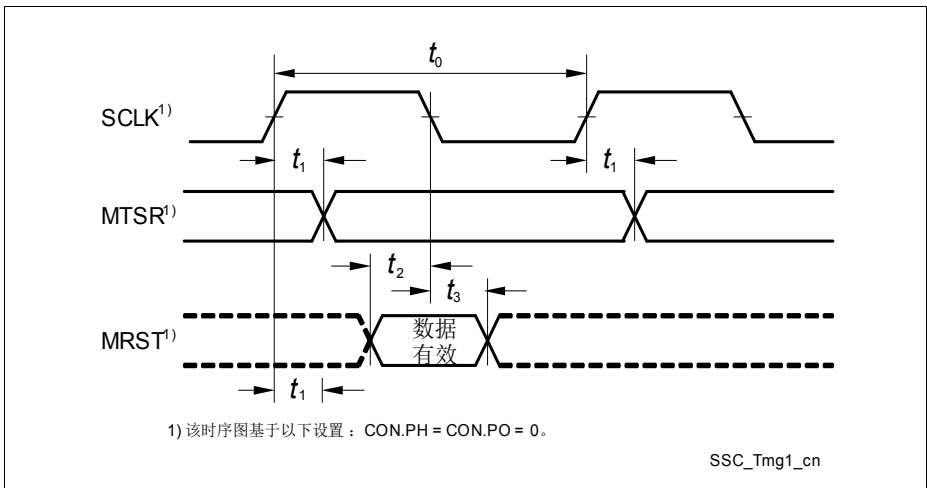 t₀
SCLK¹⁾
t₁ t₁
MTSR¹⁾
t₂
t₃
MRST¹⁾
数据
有效
t₁
1) 该时序图基于以下设置：CON.PH = CON.PO = 0。
SSC_Tmg1_cn